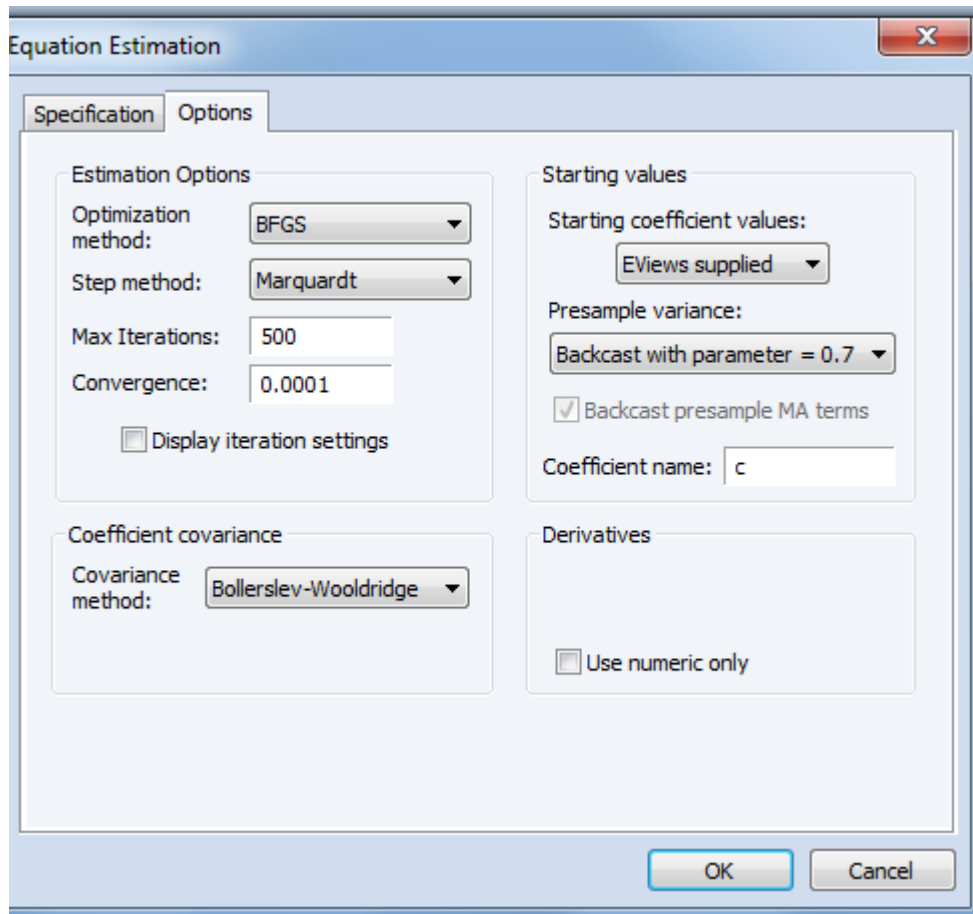 Equation Estimation
Specification
Options
Estimation Options
Optimization
method:
BFGS
Step method:
Marquardt
Max Iterations:
500
Convergence:
0.0001
Display iteration settings
Starting values
Starting coefficient values:
EViews supplied
Presample variance:
Backcast with parameter = 0.7
Backcast presample MA terms
Coefficient name:
c
Coefficient covariance
Covariance
method:
Bollerslev-Wooldridge
Derivatives
Use numeric only
OK
Cancel